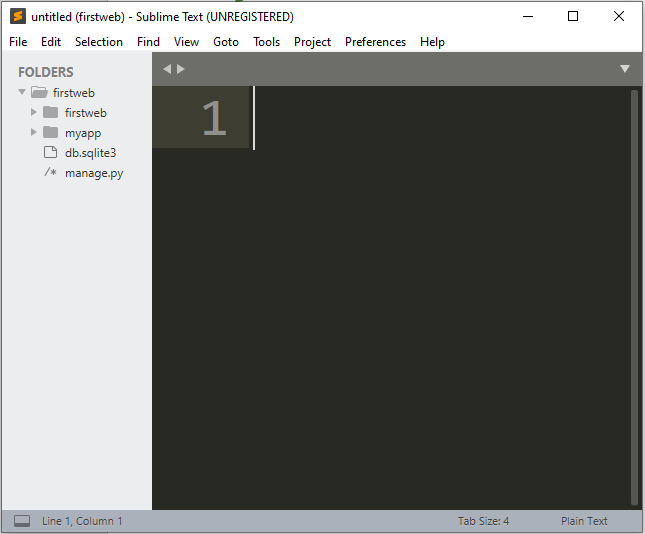 untitled (firstweb) - Sublime Text (UNREGISTERED)
File Edit Selection Find View Goto Tools Project Preferences Help
FOLDERS
firstweb
firstweb
myapp
db.sqlite3
/* manage.py
1
Line 1, Column 1 Tab Size: 4 Plain Text